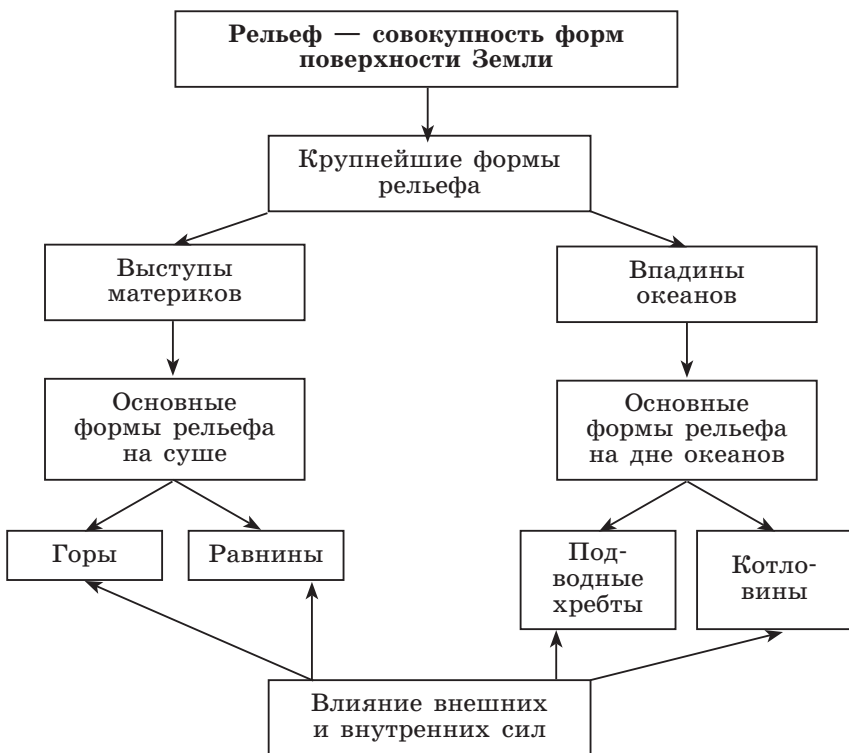 Рельеф — совокупность форм
поверхности Земли
Крупнейшие формы
рельефа
Выступы
материков
Впадины
океанов
Основные
формы рельефа
на суше
Основные
формы рельефа
на дне океанов
Горы
Равнины
Под-
водные
хребты
Котло-
вины
Влияние внешних
и внутренних сил